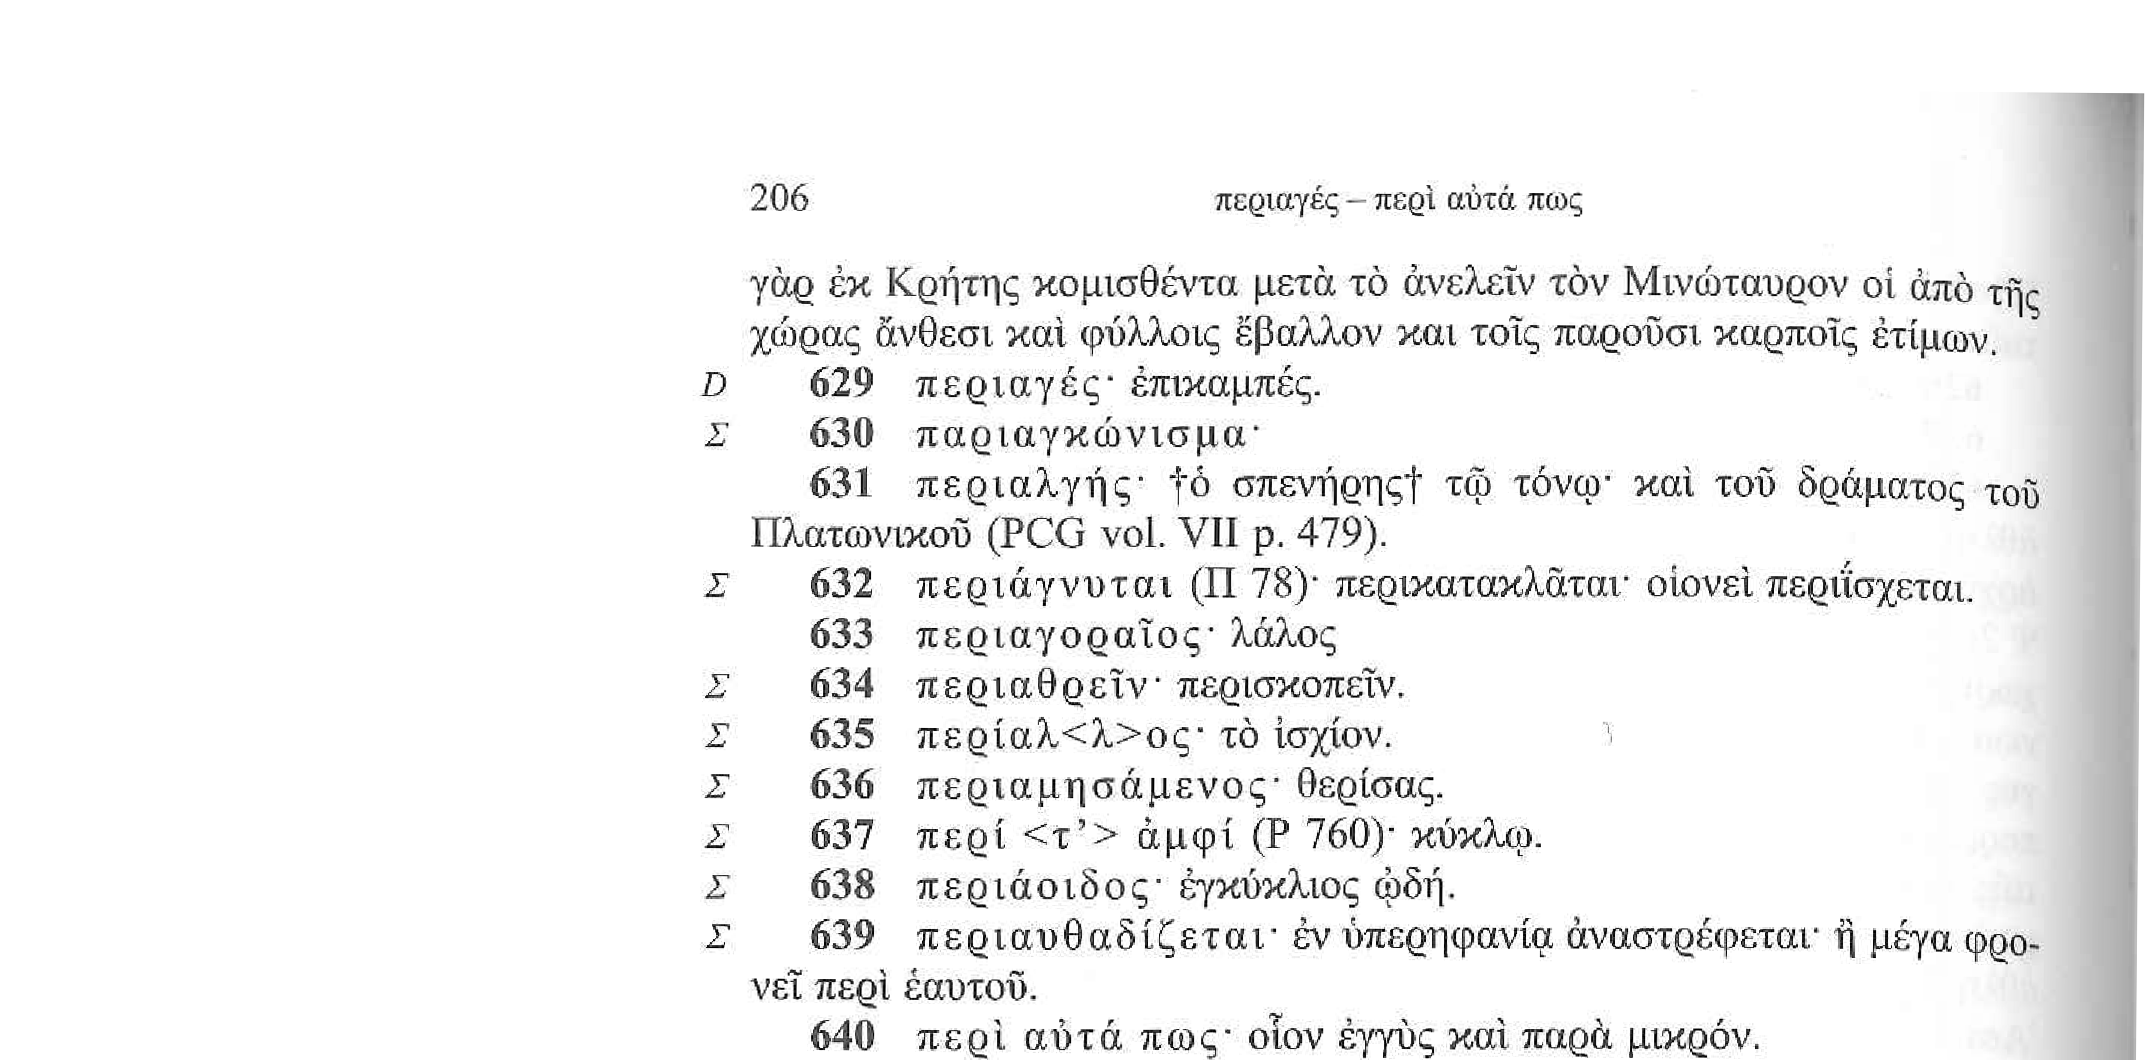 206 περιαγές – περὶ αὐτά πως
γὰρ ἐκ Κρήτης κομισθέντα μετὰ τὸ ἀνελεῖν τὸν Μινώταυρον οἱ ἀπὸ τῆς
χώρας ἄνθεσι καὶ φύλλοις ἔβαλλον και τοῖς παροῦσι καρποῖς ἐτίμων.
D 629 περιαγές· ἐπικαμπές.
Σ 630 παριαγκώνισμα·
631 περιαλγής· †ὁ σπενήρης† τῷ τόνῳ· καὶ τοῦ δράματος τοῦ
Πλατωνικοῦ (PCG vol. VII p. 479).
Σ 632 περιάγνυται (Π 78)· περικατακλᾶται· οἱονεὶ περιΐσχεται.
633 περιαγοραῖος· λάλος
Σ 634 περιαθρεῖν· περισκοπεῖν.
Σ 635 περίαλ<λ>ος· τὸ ἰσχίον.
Σ 636 περιαμησάμενος· θερίσας.
Σ 637 περί <τ’> ἀμφί (Ρ 760)· κύκλῳ.
Σ 638 περιάοιδος· ἐγκύκλιος ᾠδή.
Σ 639 περιαυθαδίζεται· ἐν ὑπερηφανίᾳ ἀναστρέφεται· ἢ μέγα φρο-
νεῖ περὶ ἑαυτοῦ.
640 περὶ αὐτά πως· οἷον ἐγγὺς καὶ παρὰ μικρόν.